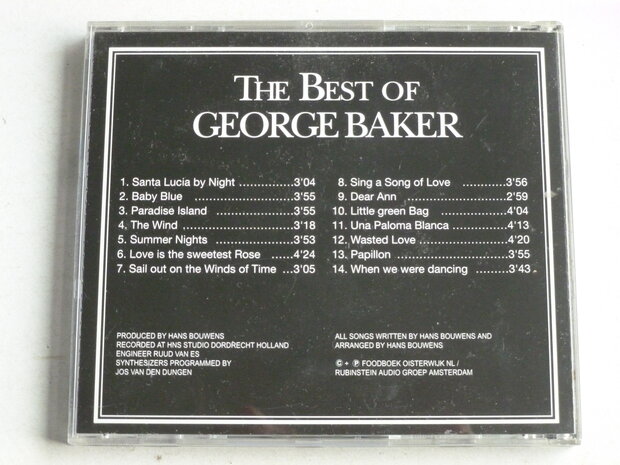 THE BEST OF
GEORGE BAKER
1. Santa Lucia by Night ...............3'04
2. Baby Blue ......................3'55
3. Paradise Island ......................3'55
4. The Wind ......................3'18
5. Summer Nights ......................3'53
6. Love is the sweetest Rose ........4'24
7. Sail out on the Winds of Time ...3'05
8. Sing a Song of Love ............3'56
9. Dear Ann ......................2'59
10. Little green Bag ....................4'04
11. Una Paloma Blanca ...............4'13
12. Wasted Love ......................4'20
13. Papillon ......................3'55
14. When we were dancing .........3'43
PRODUCED BY HANS BOUWENS
RECORDED AT HNS STUDIO DORDRECHT HOLLAND
ENGINEER RUUD VAN ES
SYNTHESIZERS PROGRAMMED BY
JOS VAN DEN DUNGEN
ALL SONGS WRITTEN BY HANS BOUWENS AND
ARRANGED BY HANS BOUWENS
© + ℗ FOODBOEK OISTERWIJK NL /
RUBINSTEIN AUDIO GROEP AMSTERDAM